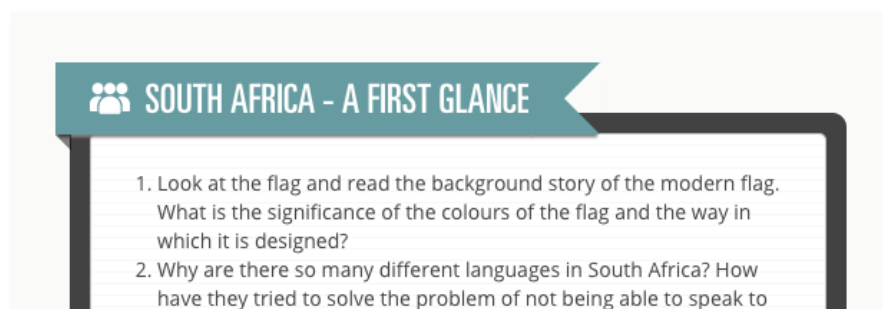 SOUTH AFRICA - A FIRST GLANCE
1. Look at the flag and read the background story of the modern flag.
What is the significance of the colours of the flag and the way in
which it is designed?
2. Why are there so many different languages in South Africa? How
have they tried to solve the problem of not being able to speak to